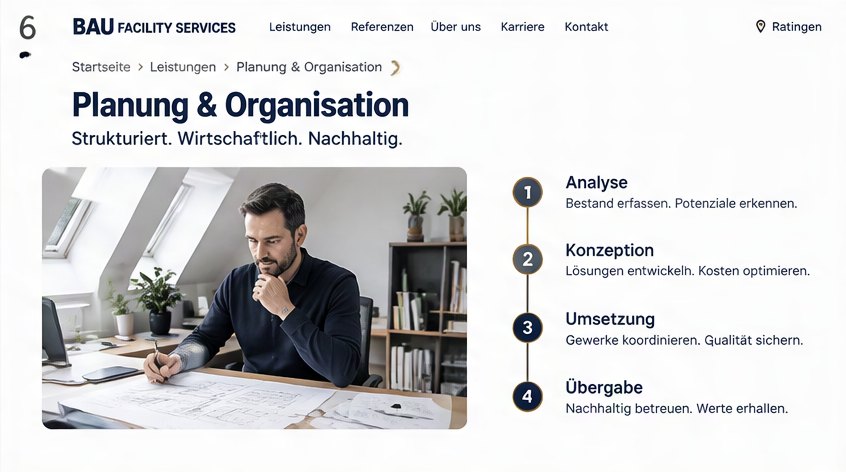 6
BAU FACILITY SERVICES Leistungen Referenzen Über uns Karriere Kontakt Ratingen
Startseite > Leistungen > Planung & Organisation
Planung & Organisation
Strukturiert. Wirtschaftlich. Nachhaltig.
1 Analyse
Bestand erfassen. Potenziale erkennen.
2 Konzeption
Lösungen entwickeln. Kosten optimieren.
3 Umsetzung
Gewerke koordinieren. Qualität sichern.
4 Übergabe
Nachhaltig betreuen. Werte erhalten.